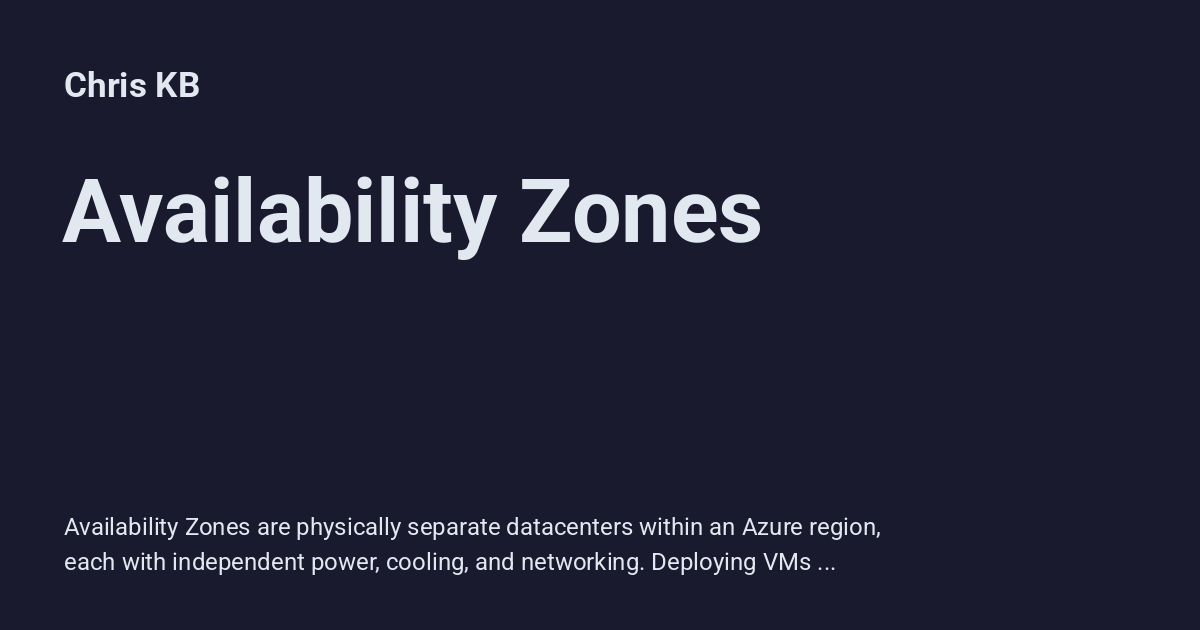 Chris KB
Availability Zones
Availability Zones are physically separate datacenters within an Azure region,
each with independent power, cooling, and networking. Deploying VMs ...